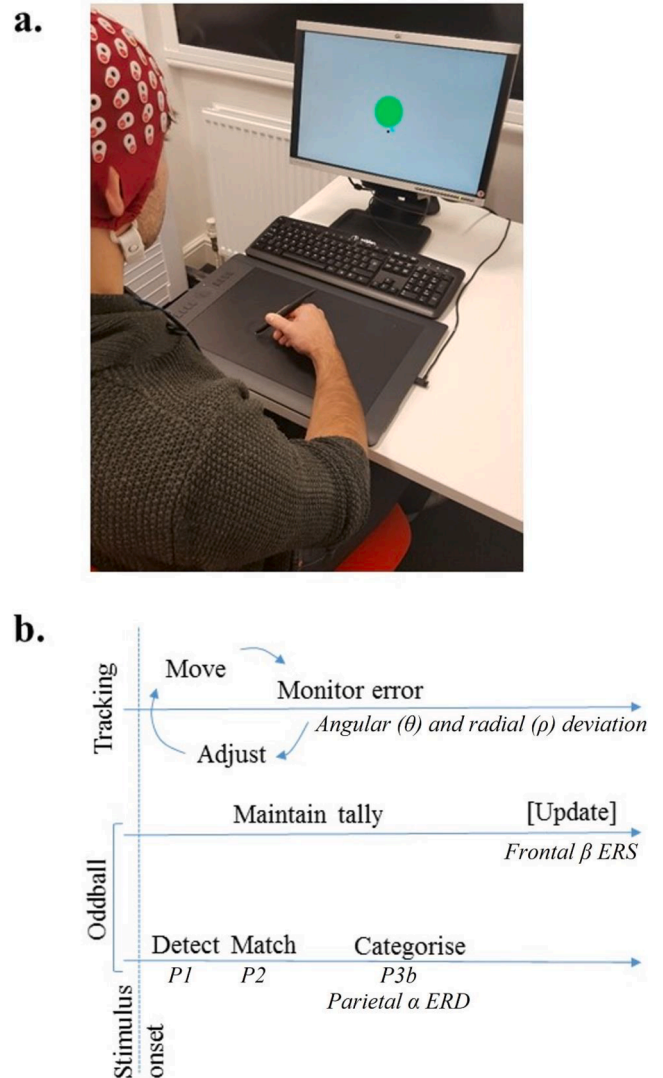 a.
b.
Tracking
Move
Monitor error
Angular (θ) and radial (ρ) deviation
Adjust
Oddball
Maintain tally
[Update]
Frontal β ERS
Detect Match Categorise
P1 P2 P3b
Parietal α ERD
Stimulus
onset